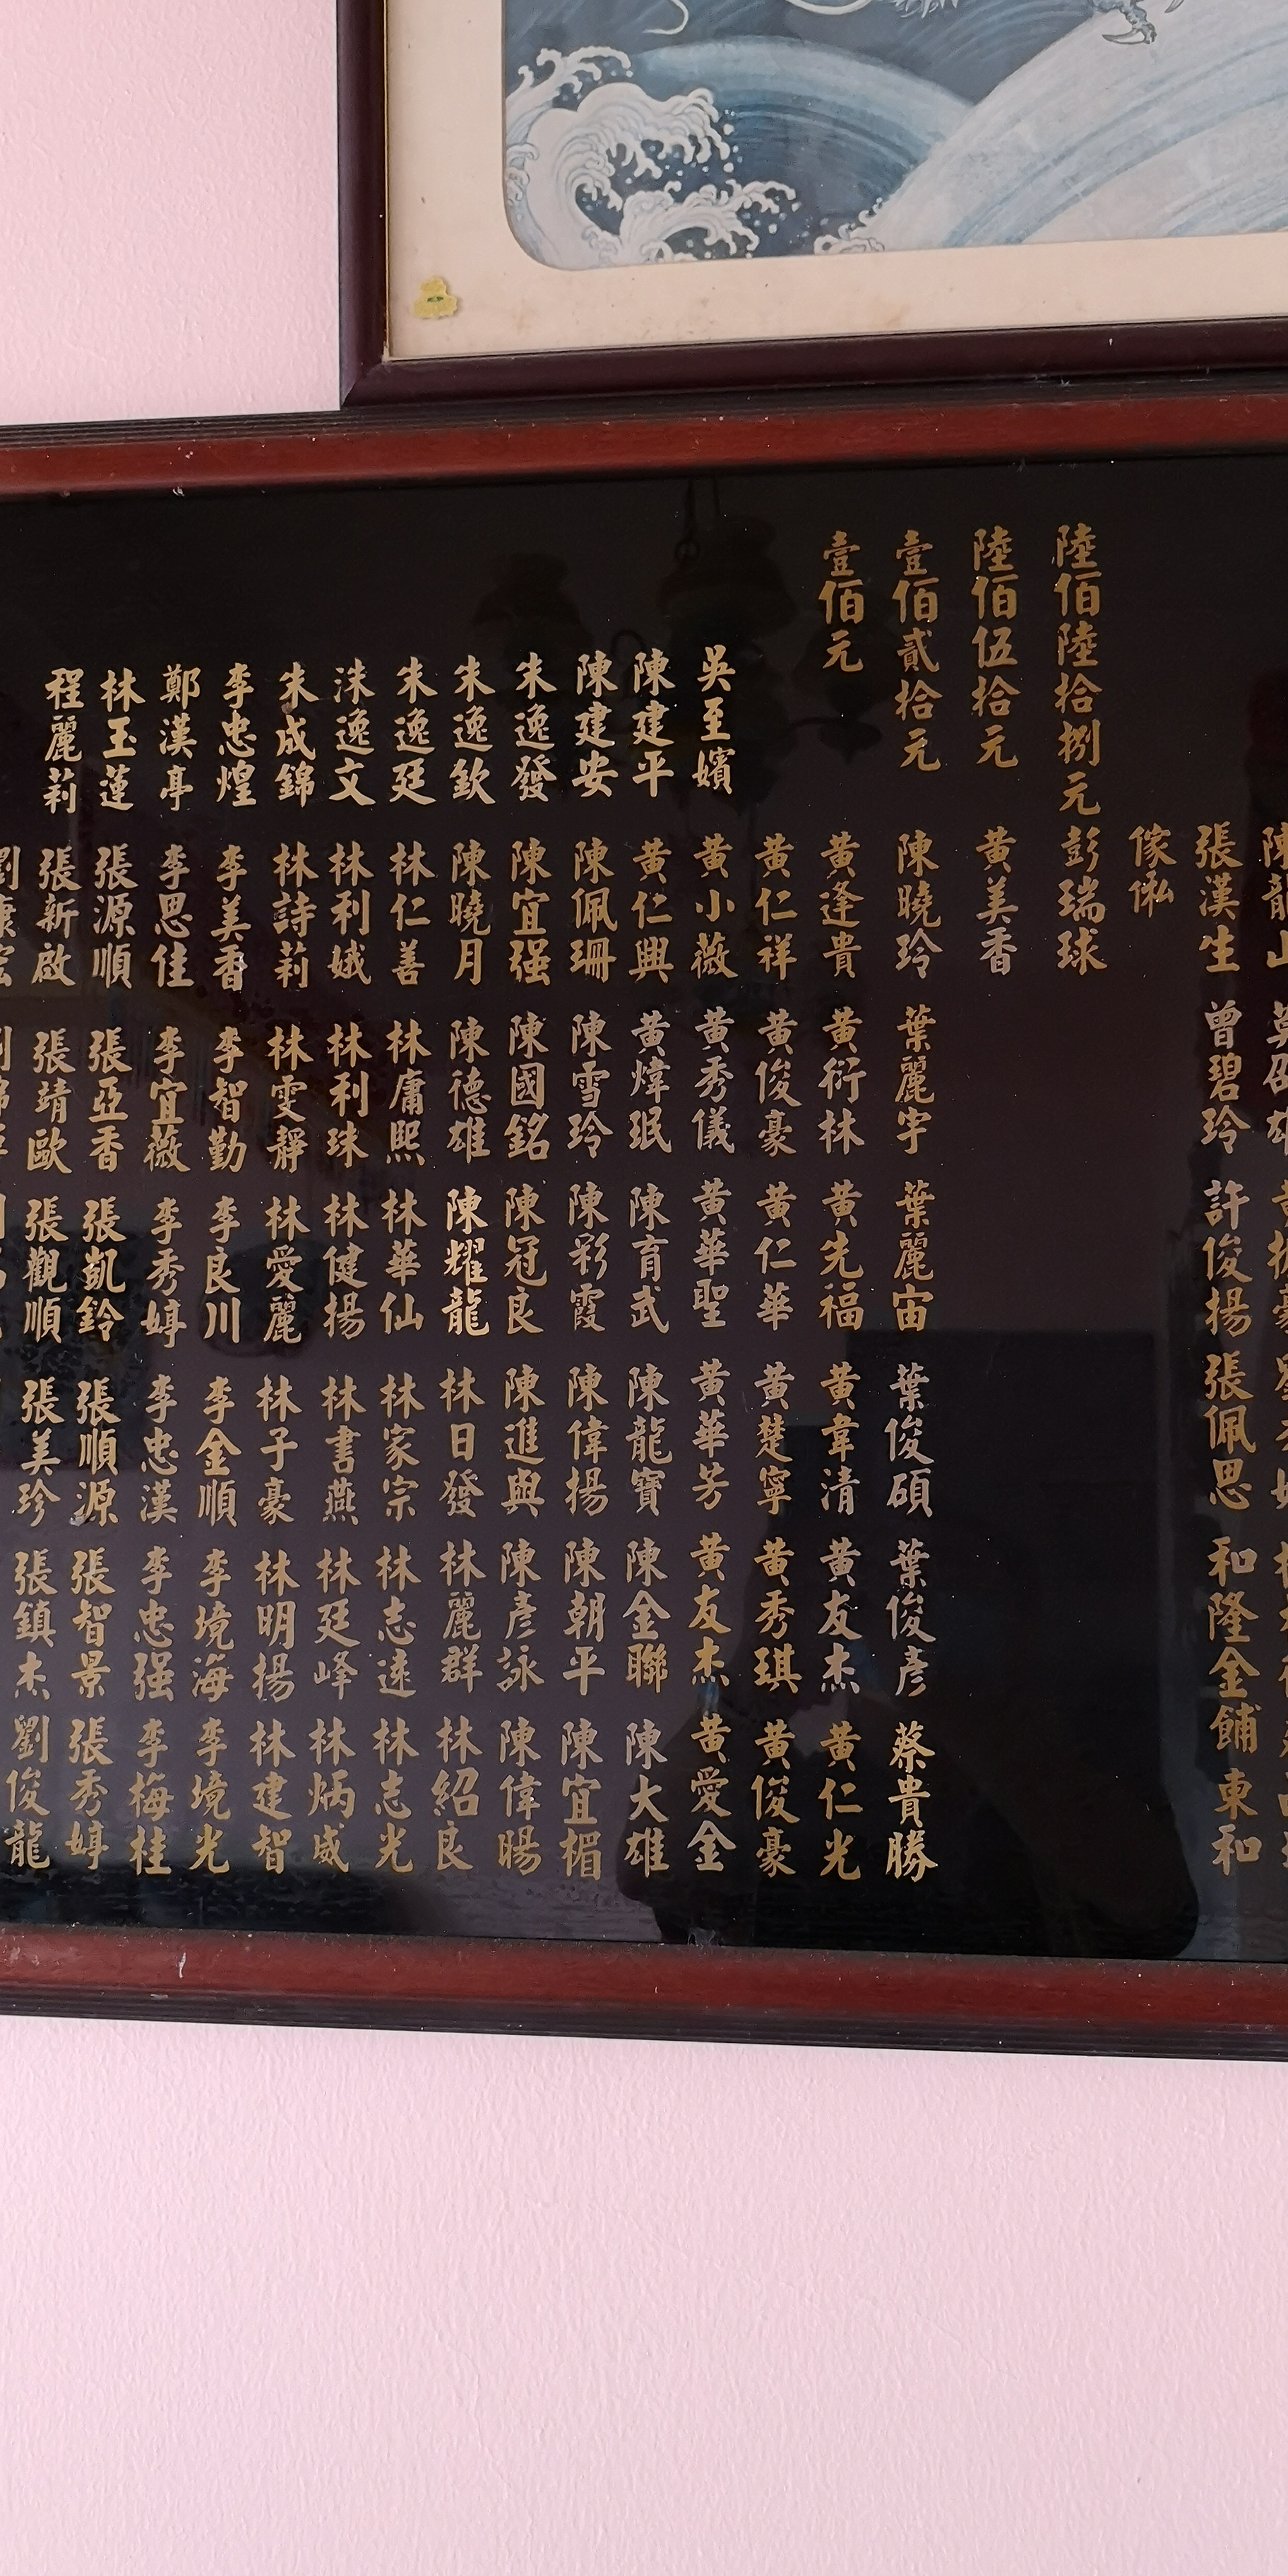 張漢生 曾碧玲 許俊揚 張佩思 和隆金鋪 東和
傢俬
陸佰陸拾捌元 彭瑞球
陸佰伍拾元 黃美香
壹佰貳拾元 陳曉玲 葉麗宇 葉麗宙 葉俊碩 葉俊彥 蔡貴勝
壹佰元 黃逢貴 黃衍林 黃先福 黃韋清 黃友杰 黃仁光
黃仁祥 黃俊豪 黃仁華 黃楚寧 黃秀琪 黃俊豪
吳至嬪 黃小薇 黃秀儀 黃華聖 黃華芳 黃友杰 黃愛金
陳建平 黃仁興 黃煒珉 陳育武 陳龍寶 陳金聯 陳大雄
陳建安 陳佩珊 陳雪玲 陳彩霞 陳偉揚 陳朝平 陳宜楣
朱逸發 陳宜强 陳國銘 陳冠良 陳進興 陳彥詠 陳偉暘
朱逸欽 陳曉月 陳德雄 陳耀龍 林日發 林麗群 林紹良
朱逸廷 林仁善 林庸熙 林華仙 林家宗 林志遠 林志光
洙逸文 林利娥 林利珠 林健揚 林書燕 林廷峰 林炳威
朱成錦 林詩莉 林雯靜 林愛麗 林子豪 林明揚 林建智
李忠煌 李美香 李智勤 李良川 李金順 李境海 李境光
鄭漢亭 李思佳 李宜薇 李秀婷 李忠漢 李忠强 李梅桂
林玉蓮 張源順 張亞香 張凱鈴 張順源 張智景 張秀婷
程麗莉 張新啟 張靖歐 張觀順 張美珍 張鎮杰 劉俊龍